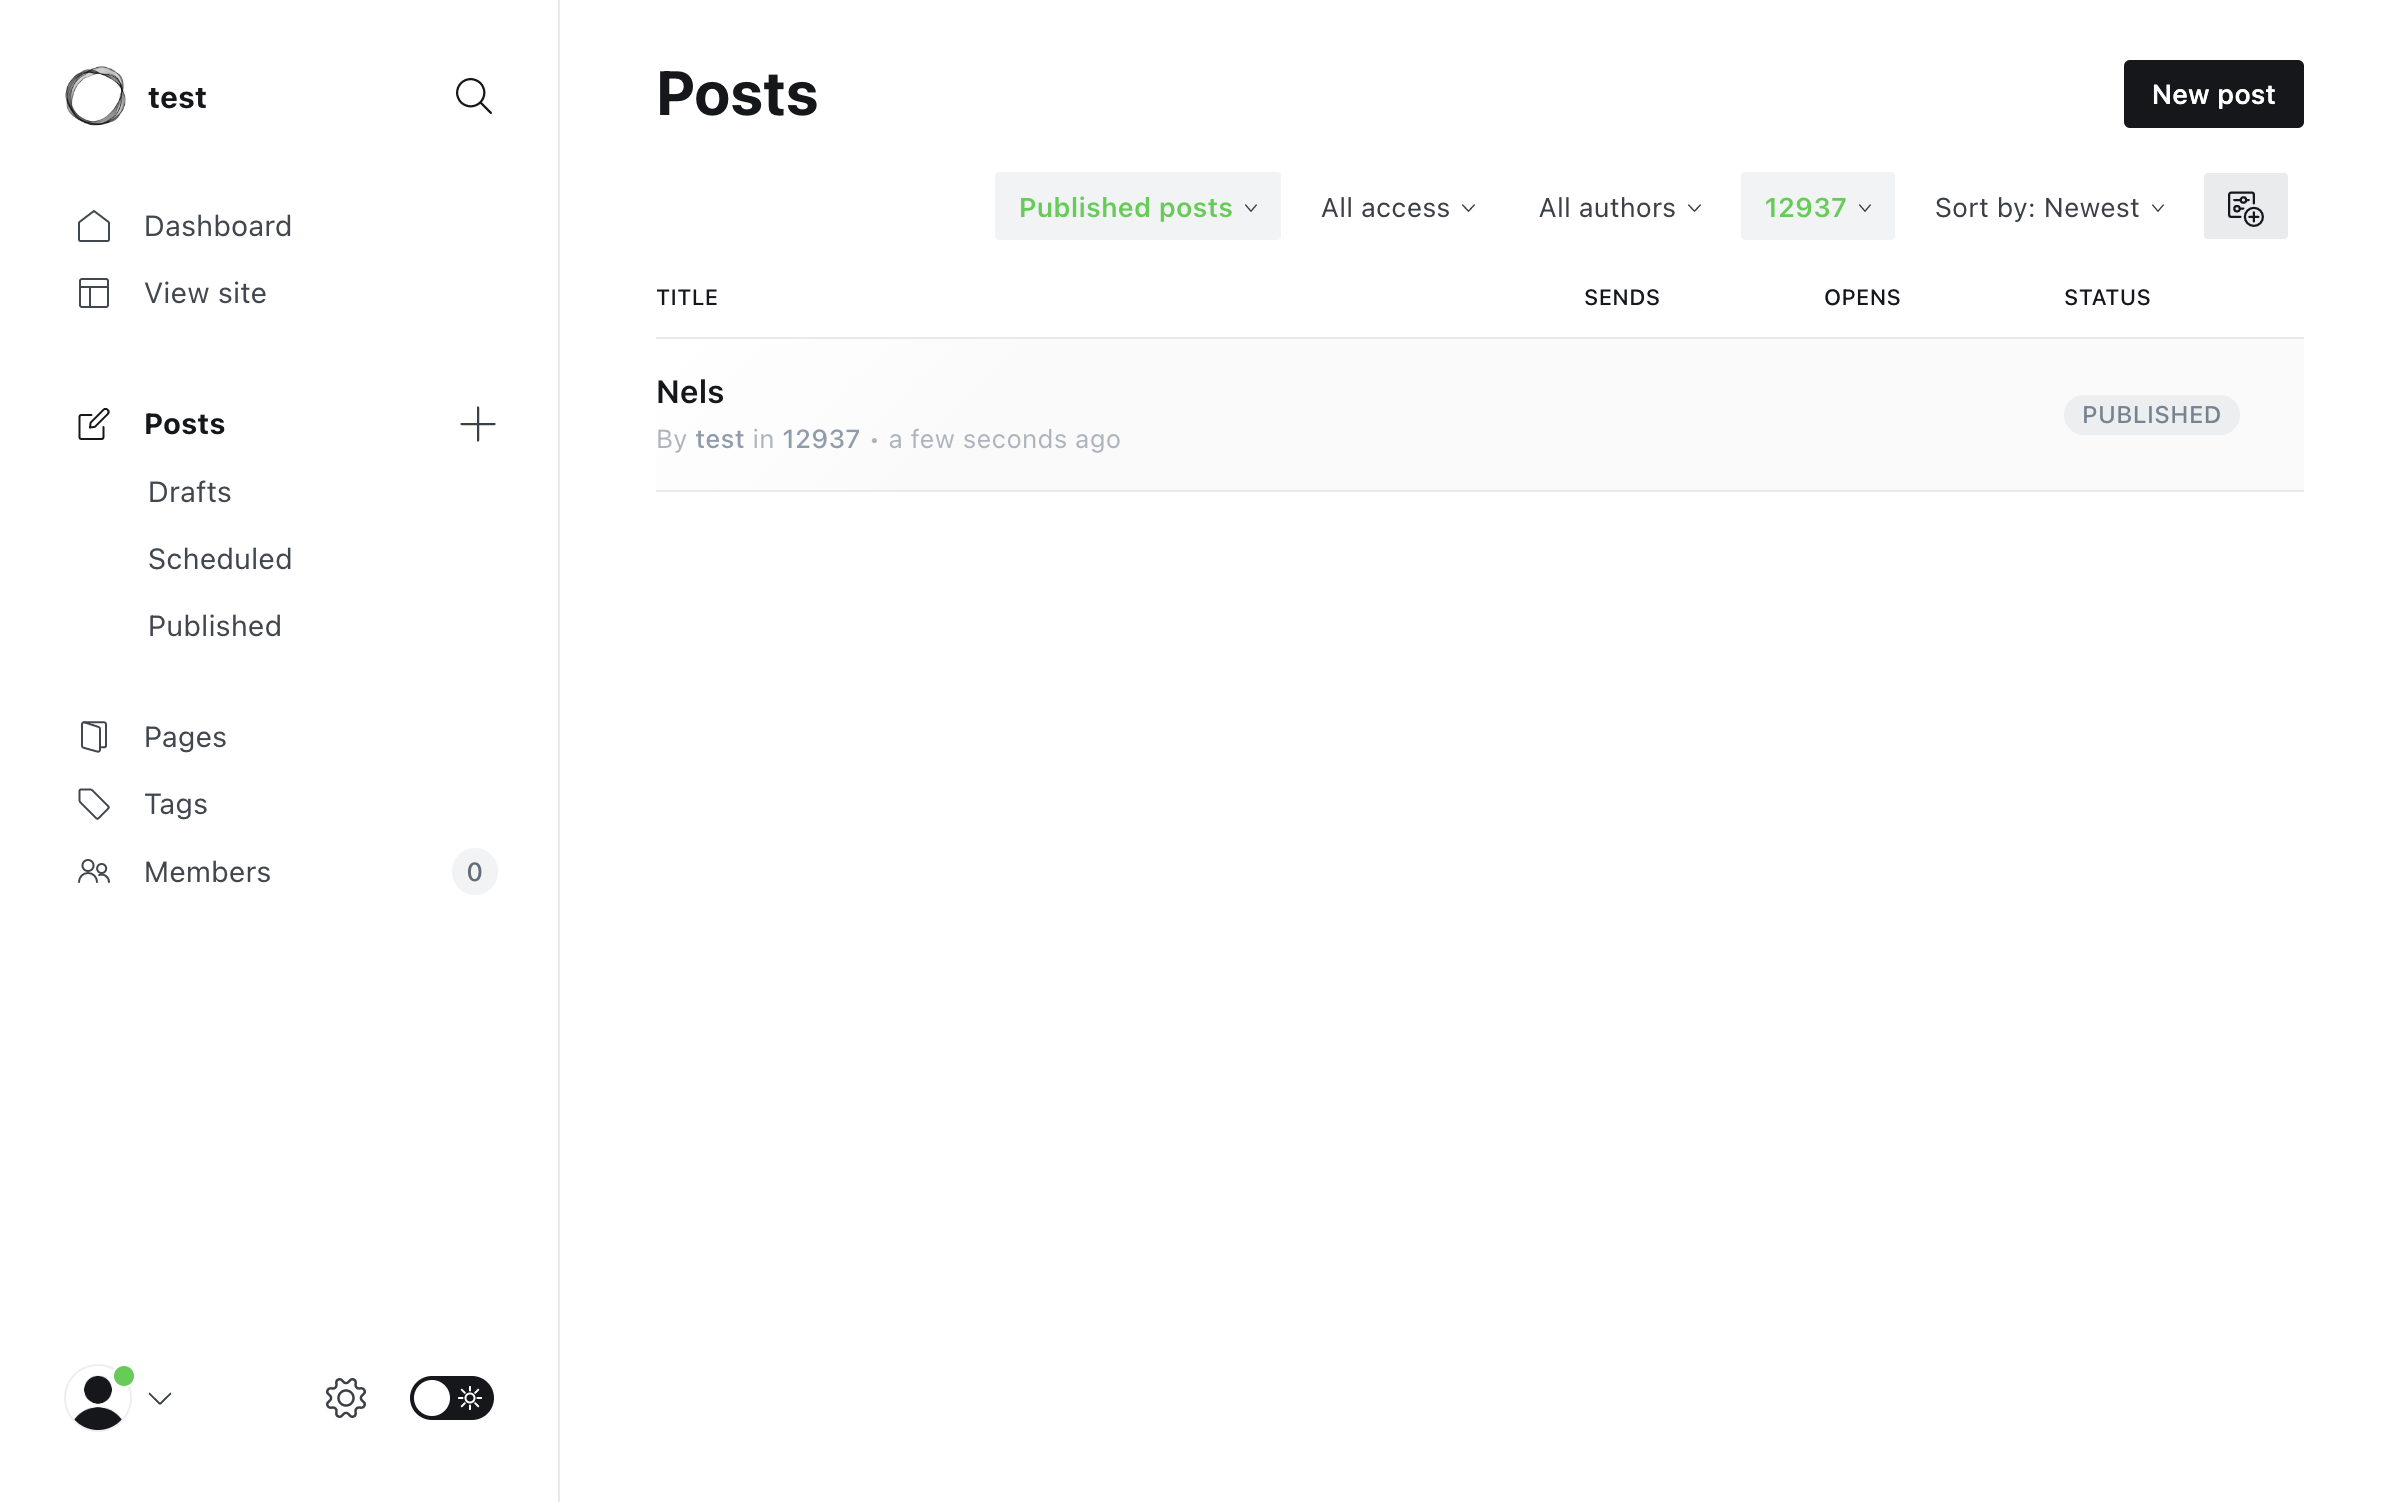 test
Dashboard
View site
Posts
Drafts
Scheduled
Published
Pages
Tags
Members 0
Posts
New post
Published posts All access All authors 12937 Sort by: Newest
TITLE SENDS OPENS STATUS
Nels
By test in 12937 • a few seconds ago
PUBLISHED